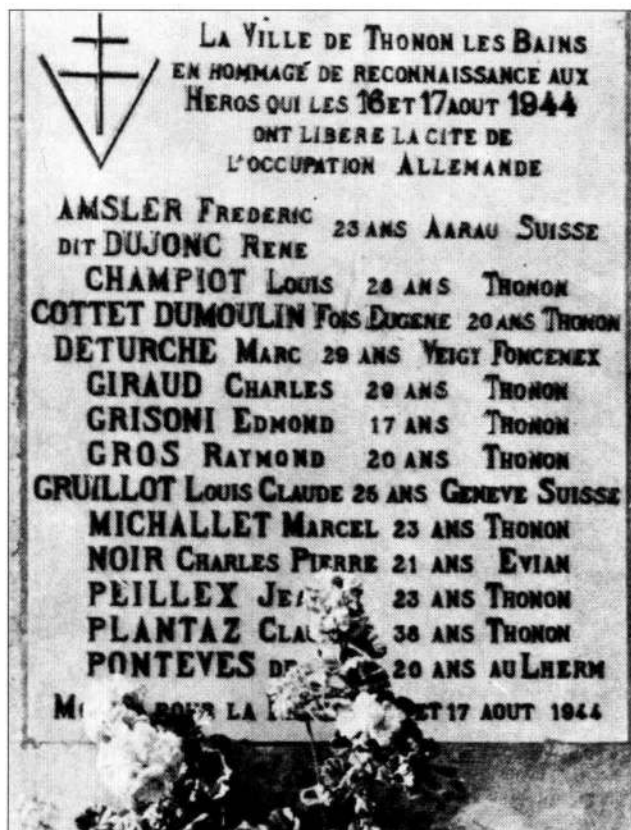 LA VILLE DE THONON LES BAINS
EN HOMMAGE DE RECONNAISSANCE AUX
HEROS QUI LES 16 ET 17 AOUT 1944
ONT LIBERE LA CITE DE
L'OCCUPATION ALLEMANDE
AMSLER FREDERIC
DIT DUJONC RENE 23 ANS AARAU SUISSE
CHAMPIOT LOUIS 28 ANS THONON
COTTET DUMOULIN FOIS EUGENE 20 ANS THONON
DETURCHE MARC 29 ANS VEIGY FONCENEX
GIRAUD CHARLES 29 ANS THONON
GRISONI EDMOND 17 ANS THONON
GROS RAYMOND 20 ANS THONON
GRUILLOT LOUIS CLAUDE 25 ANS GENEVE SUISSE
MICHALLET MARCEL 23 ANS THONON
NOIR CHARLES PIERRE 21 ANS EVIAN
PEILLEX 23 ANS THONON
PLANTAZ 38 ANS THONON
PONTEVES DE 20 ANS AU LHERM
POUR LA ET 17 AOUT 1944